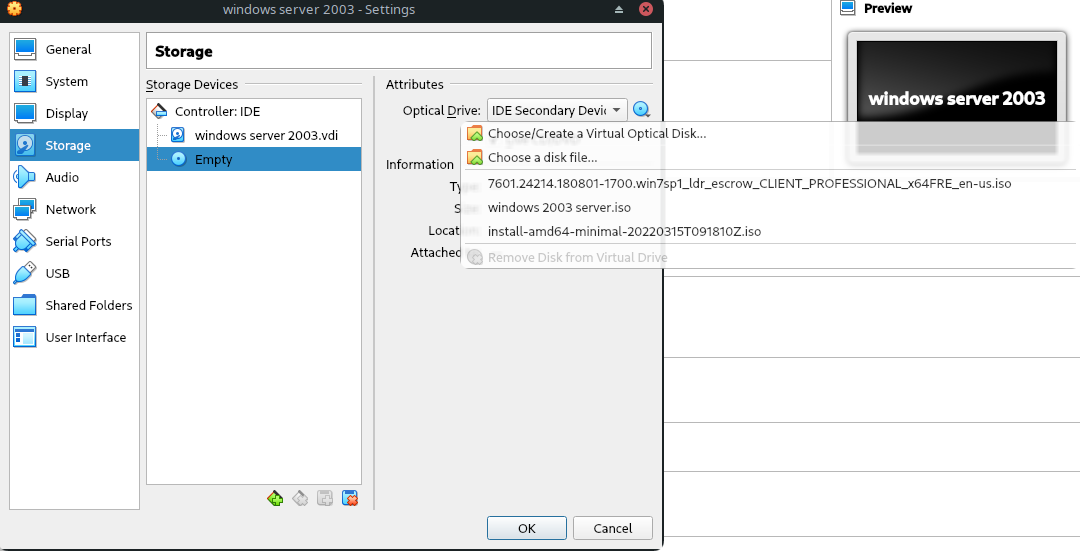 windows server 2003 - Settings
Preview
windows server 2003
General
System
Display
Storage
Audio
Network
Serial Ports
USB
Shared Folders
User Interface
Storage
Storage Devices
Controller: IDE
windows server 2003.vdi
Empty
Attributes
Optical Drive: IDE Secondary Devic
Choose/Create a Virtual Optical Disk...
Choose a disk file...
7601.24214.180801-1700.win7sp1_ldr_escrow_CLIENT_PROFESSIONAL_x64FRE_en-us.iso
windows 2003 server.iso
install-amd64-minimal-20220315T091810Z.iso
Remove Disk from Virtual Drive
Information
Attached
OK
Cancel